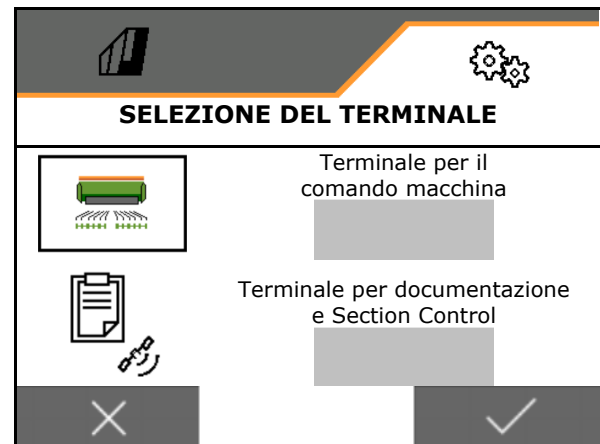 SELEZIONE DEL TERMINALE
Terminale per il
comando macchina
Terminale per documentazione
e Section Control